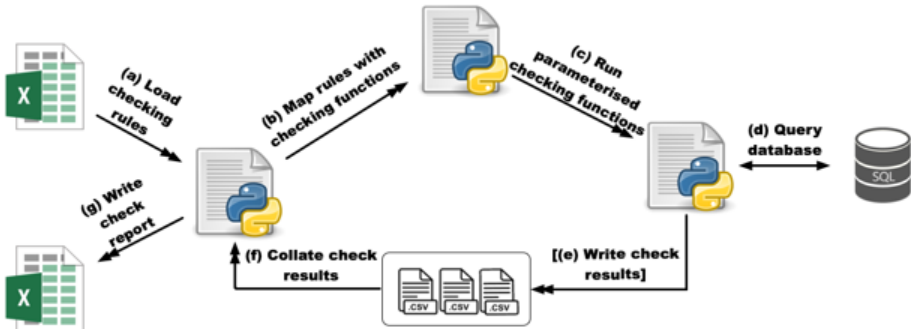 (a) Load
checking
rules
(b) Map rules with
checking functions
(c) Run
parameterised
checking functions
(d) Query
database
SQL
[(e) Write check
results]
.CSV
.CSV
.CSV
(f) Collate check
results
(g) Write
check
report
X
X